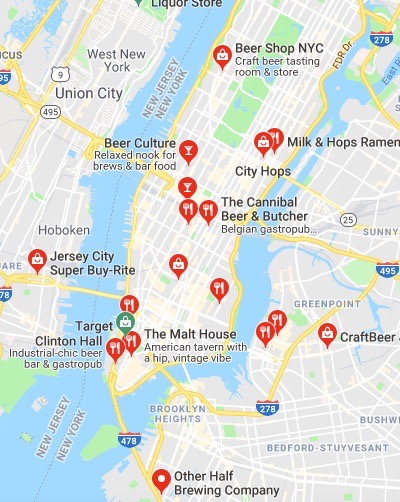 Liquor Store
West New
York
Union City
9
495
NEW JERSEY
NEW YORK
Beer Shop NYC
Craft beer tasting
room & store
FDR Dr.
278
East
Beer Culture
Relaxed nook for
brews & bar food
Milk & Hops Ramen
City Hops
The Cannibal
Beer & Butcher
Belgian gastropub...
25
SUNNY
Hoboken
Jersey City
Super Buy-Rite
495
GREENPOINT
Target
Clinton Hall
Industrial-chic beer
bar & gastropub
The Malt House
American tavern with
a hip, vintage vibe
CraftBeer
BROOKLYN
HEIGHTS
278
BUSHW
BEDFORD-STUYVESANT
NEW JERSEY
NEW YORK
478
Other Half
Brewing Company